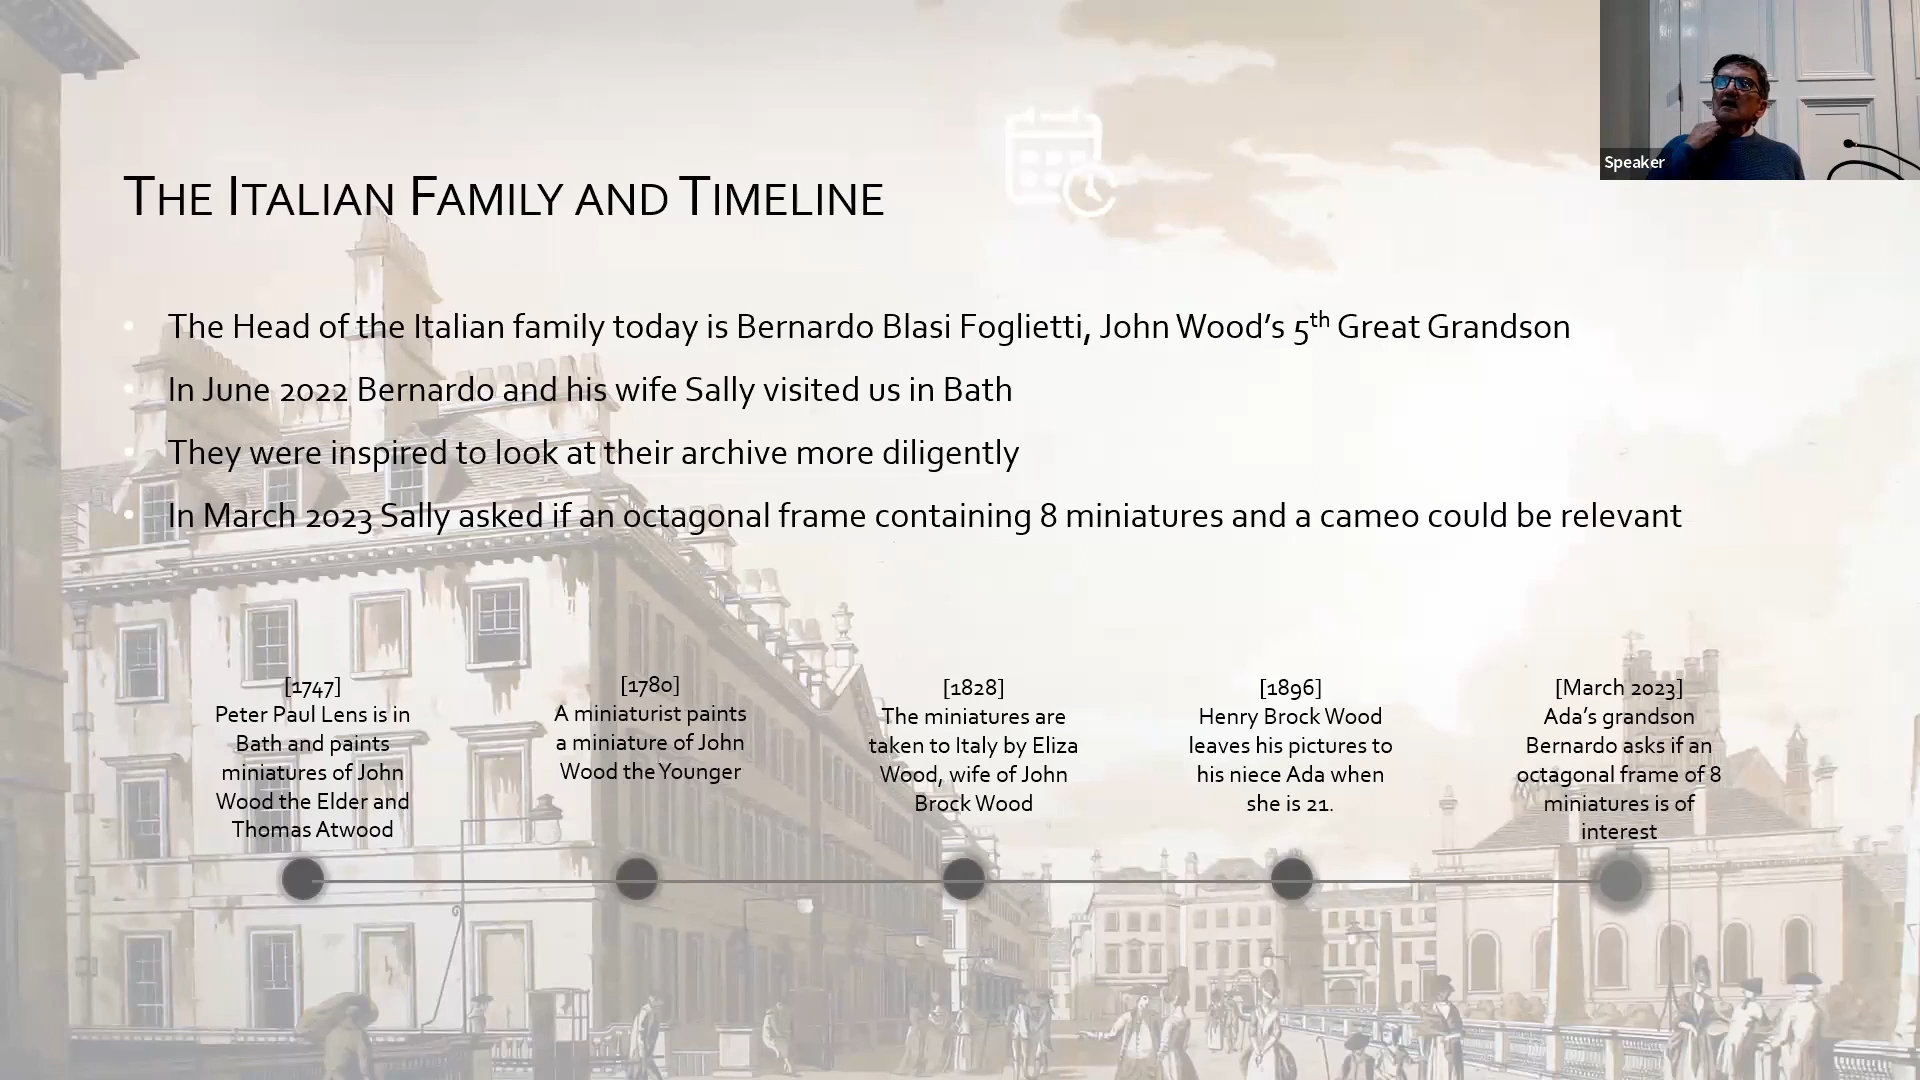 THE ITALIAN FAMILY AND TIMELINE
The Head of the Italian family today is Bernardo Blasi Foglietti, John Wood's 5th Great Grandson
In June 2022 Bernardo and his wife Sally visited us in Bath
They were inspired to look at their archive more diligently
In March 2023 Sally asked if an octagonal frame containing 8 miniatures and a cameo could be relevant
[1747]
Peter Paul Lens is in
Bath and paints
miniatures of John
Wood the Elder and
Thomas Atwood
[1780]
A miniaturist paints
a miniature of John
Wood the Younger
[1828]
The miniatures are
taken to Italy by Eliza
Wood, wife of John
Brock Wood
[1896]
Henry Brock Wood
leaves his pictures to
his niece Ada when
she is 21.
[March 2023]
Ada's grandson
Bernardo asks if an
octagonal frame of 8
miniatures is of
interest
Speaker